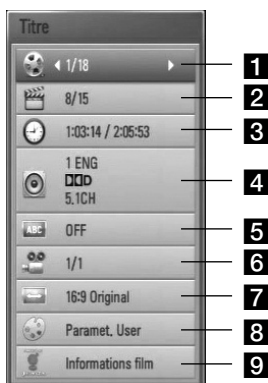 Titre
1/18 1
8/15 2
1:03:14 / 2:05:53 3
1 ENG
DD D 4
5.1CH
ABC OFF 5
1/1 6
16:9 Original 7
Paramet. User 8
Informations film 9